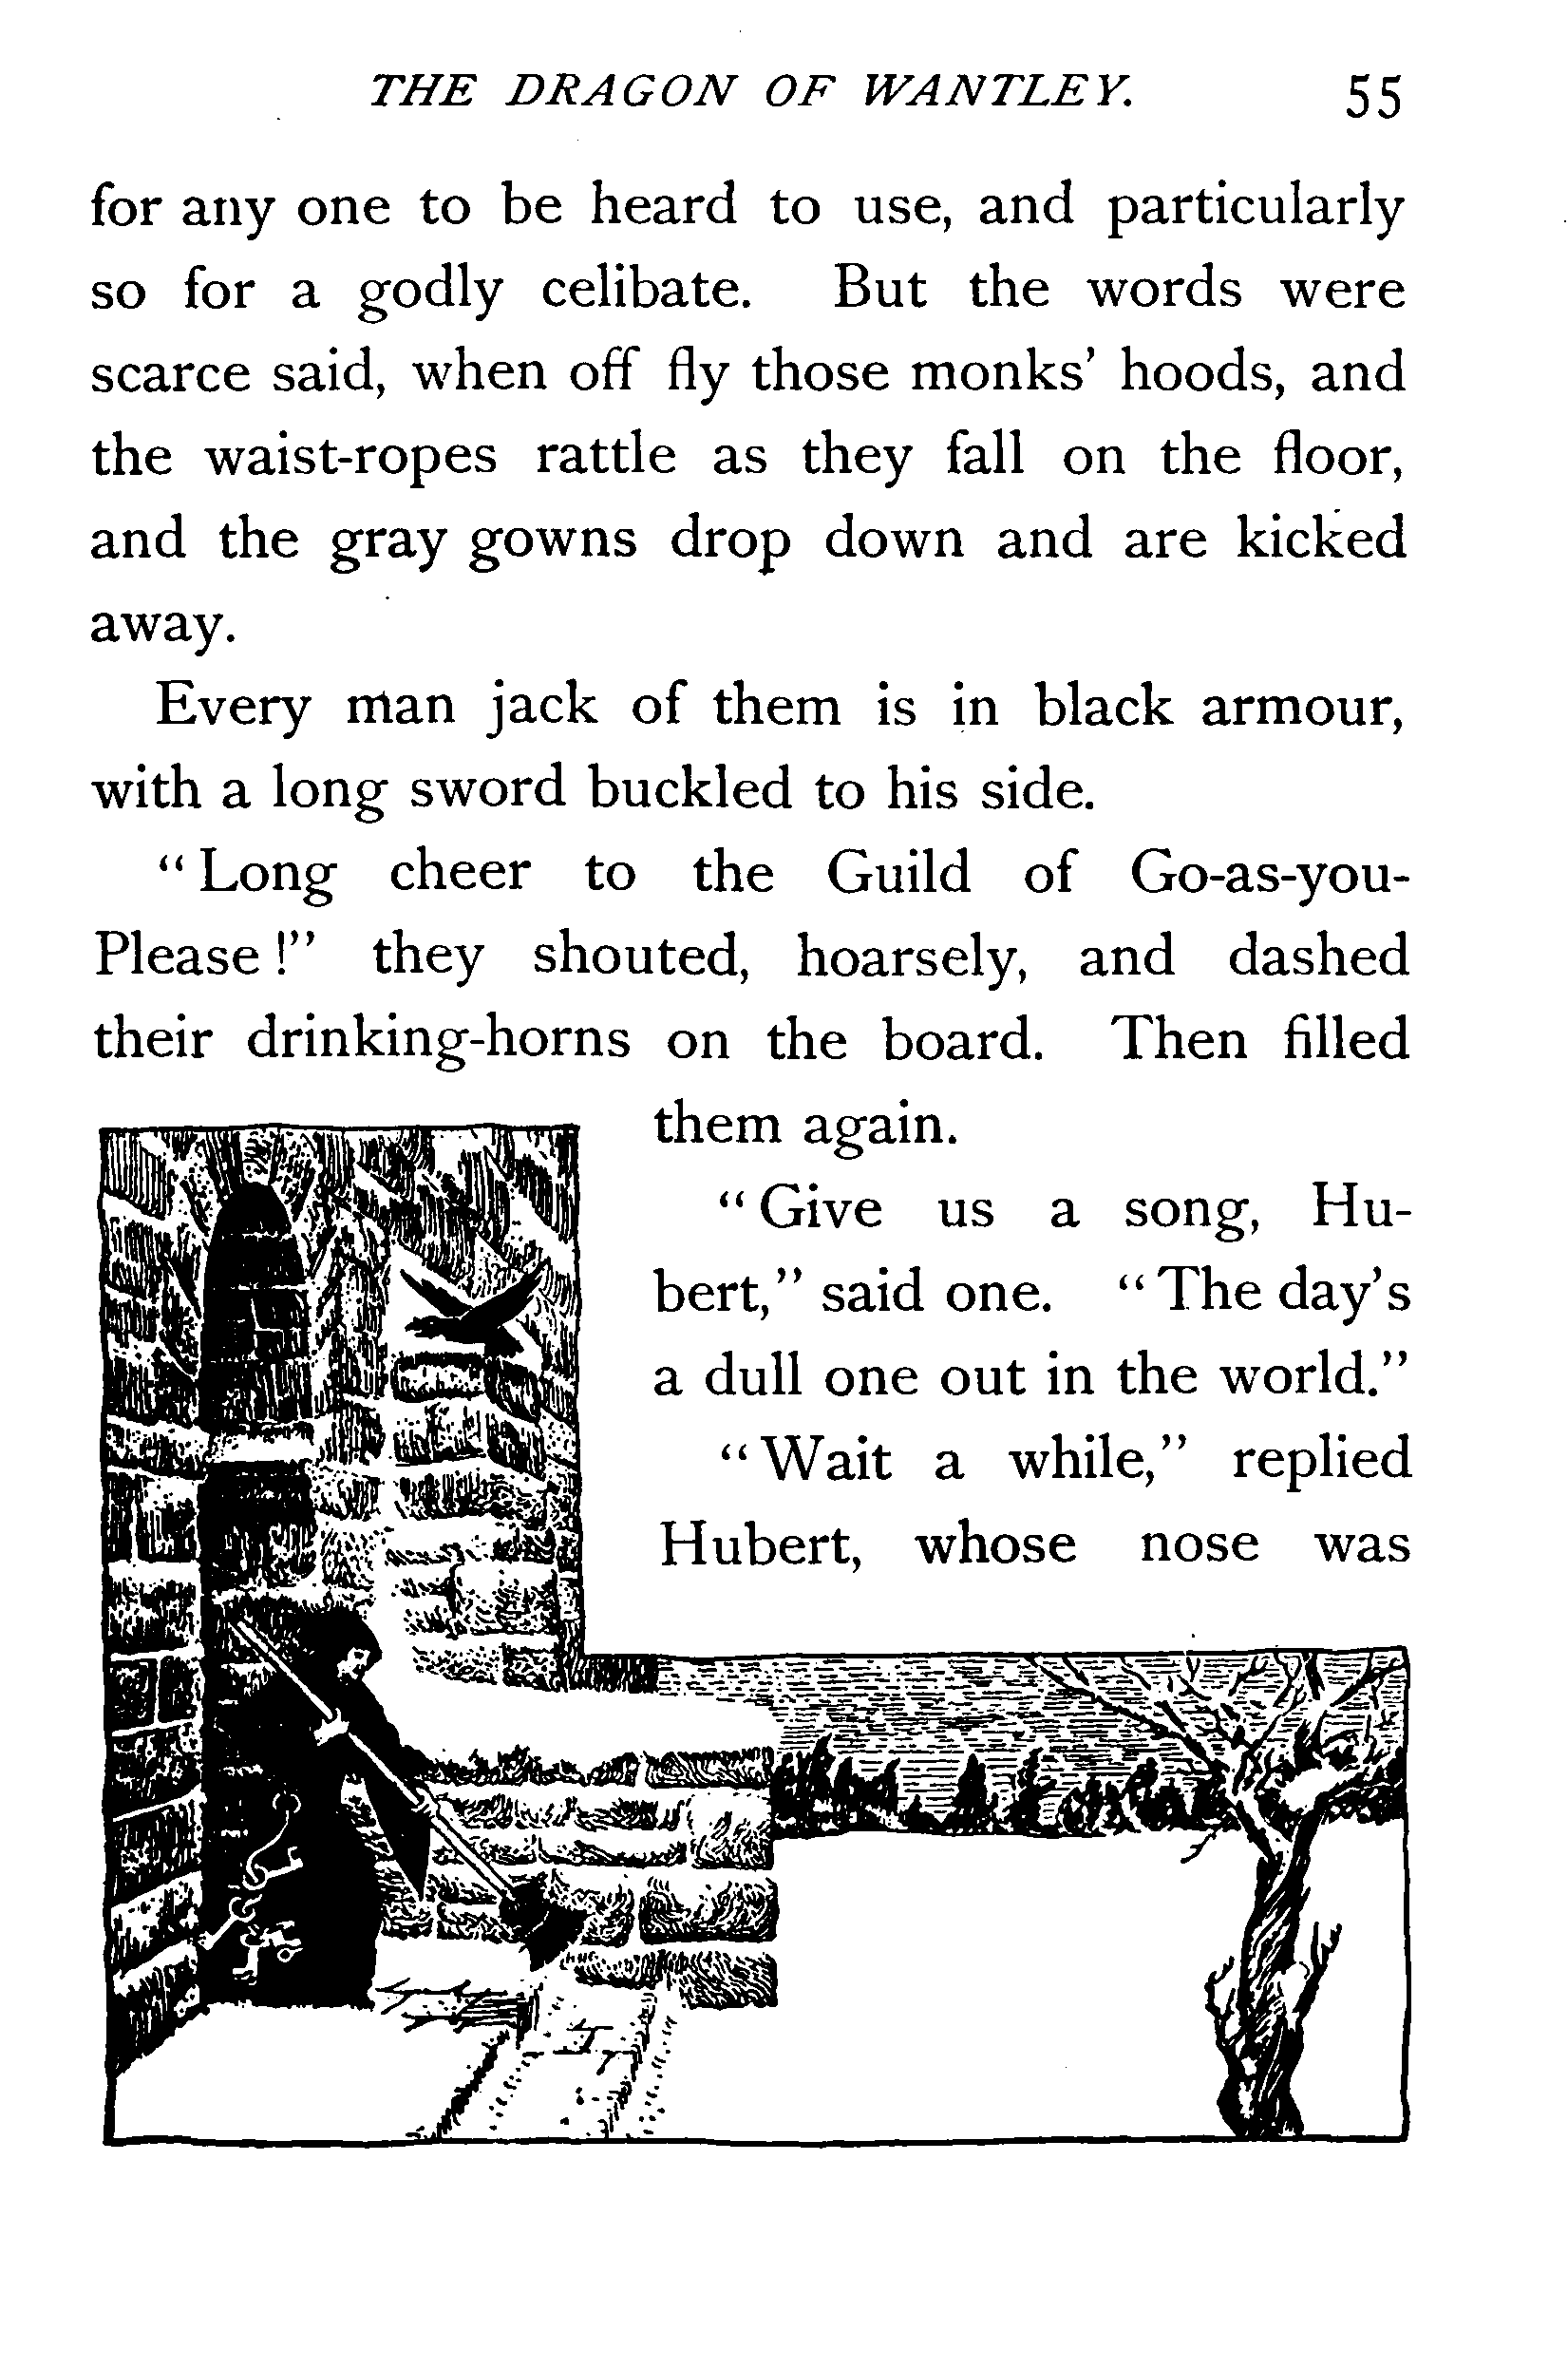 THE DRAGON OF WANTLEY. 55
for any one to be heard to use, and particularly
so for a godly celibate. But the words were
scarce said, when off fly those monks’ hoods, and
the waist-ropes rattle as they fall on the floor,
and the gray gowns drop down and are kicked
away.
Every man jack of them is in black armour,
with a long sword buckled to his side.
“Long cheer to the Guild of Go-as-you-
Please!” they shouted, hoarsely, and dashed
their drinking-horns on the board. Then filled
them again.
“Give us a song, Hu-
bert,” said one. “The day’s
a dull one out in the world.”
“Wait a while,” replied
Hubert, whose nose was